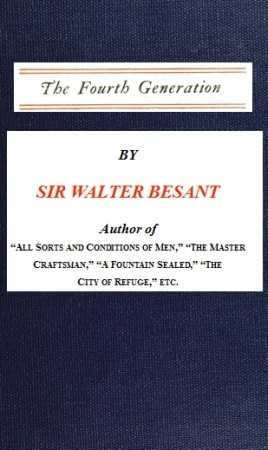 The Fourth Generation
BY
SIR WALTER BESANT
Author of
“ALL SORTS AND CONDITIONS OF MEN,” “THE MASTER
CRAFTSMAN,” “A FOUNTAIN SEALED,” “THE
CITY OF REFUGE,” ETC.